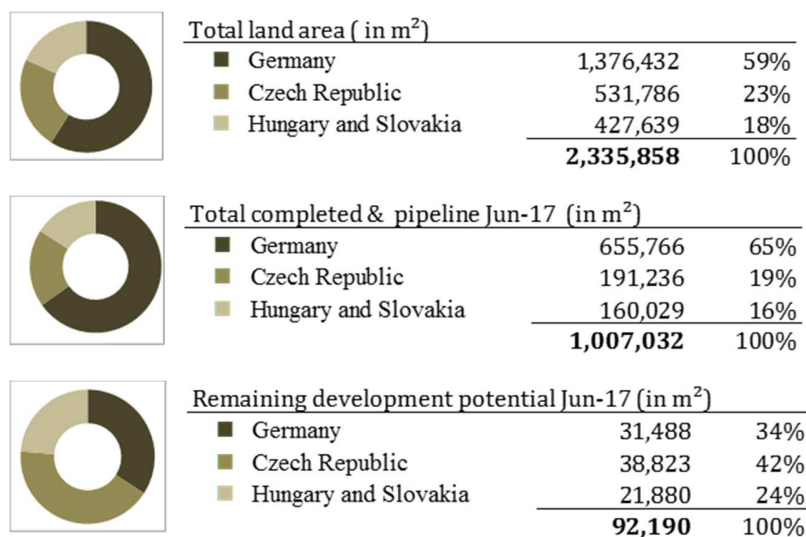 Total land area ( in m²)
Germany 1,376,432 59%
Czech Republic 531,786 23%
Hungary and Slovakia 427,639 18%
2,335,858 100%
Total completed & pipeline Jun-17 (in m²)
Germany 655,766 65%
Czech Republic 191,236 19%
Hungary and Slovakia 160,029 16%
1,007,032 100%
Remaining development potential Jun-17 (in m²)
Germany 31,488 34%
Czech Republic 38,823 42%
Hungary and Slovakia 21,880 24%
92,190 100%